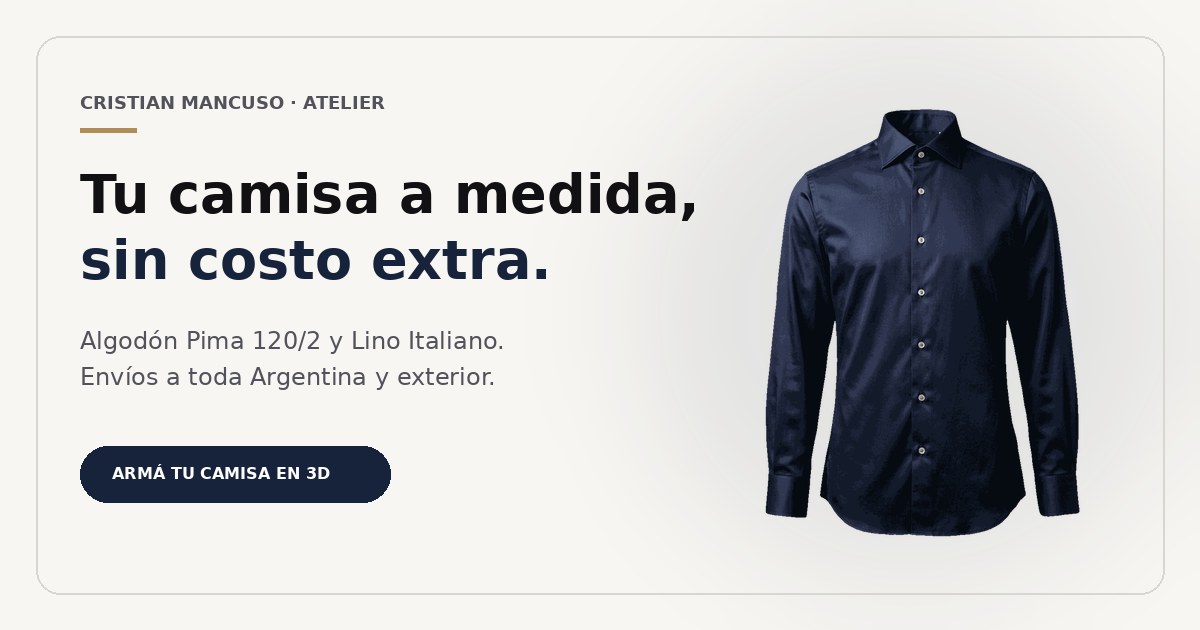 CRISTIAN MANCUSO · ATELIER
Tu camisa a medida,
sin costo extra.
Algodón Pima 120/2 y Lino Italiano.
Envíos a toda Argentina y exterior.
ARMÁ TU CAMISA EN 3D